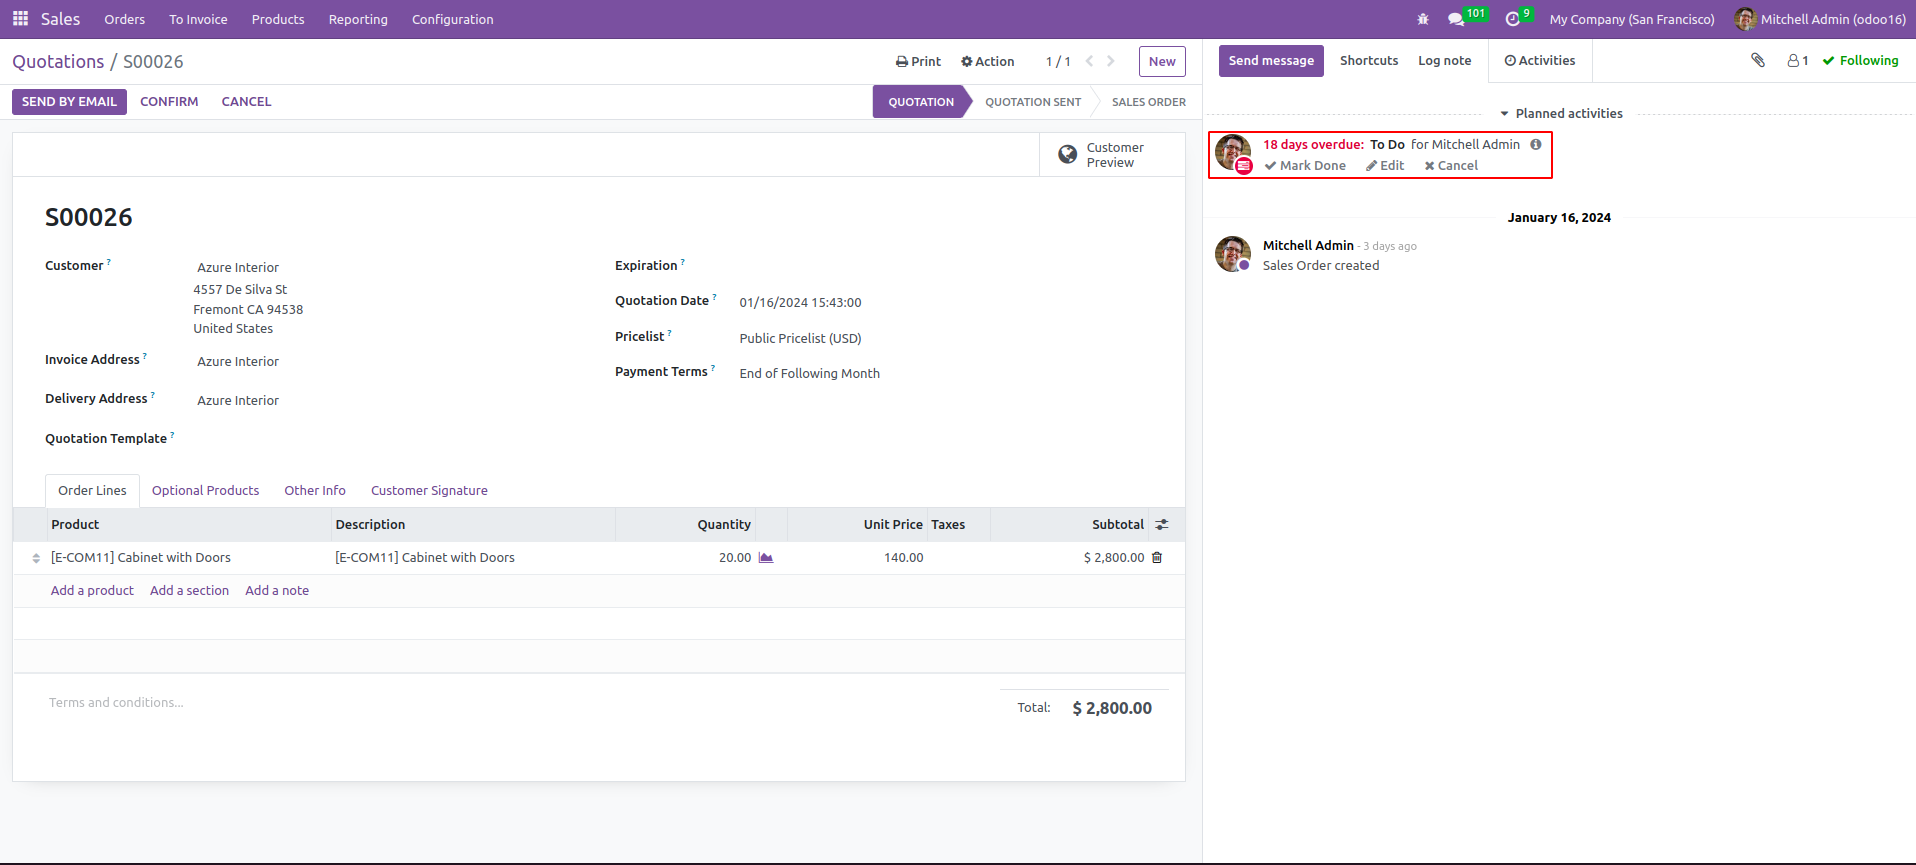 Sales Orders To Invoice Products Reporting Configuration 101 9 My Company (San Francisco) Mitchell Admin (odoo16)
Quotations / S00026 Print Action 1 / 1 New
SEND BY EMAIL CONFIRM CANCEL QUOTATION QUOTATION SENT SALES ORDER
Customer
Preview
S00026
Customer ? Azure Interior
4557 De Silva St
Fremont CA 94538
United States
Invoice Address ? Azure Interior
Delivery Address ? Azure Interior
Quotation Template ?
Expiration ?
Quotation Date ? 01/16/2024 15:43:00
Pricelist ? Public Pricelist (USD)
Payment Terms ? End of Following Month
Order Lines Optional Products Other Info Customer Signature
Product Description Quantity Unit Price Taxes Subtotal
[E-COM11] Cabinet with Doors [E-COM11] Cabinet with Doors 20.00 140.00 $ 2,800.00
Add a product Add a section Add a note
Terms and conditions...
Total: $ 2,800.00
Send message Shortcuts Log note Activities 1 Following
Planned activities
18 days overdue: To Do for Mitchell Admin
Mark Done Edit Cancel
January 16, 2024
Mitchell Admin - 3 days ago
Sales Order created